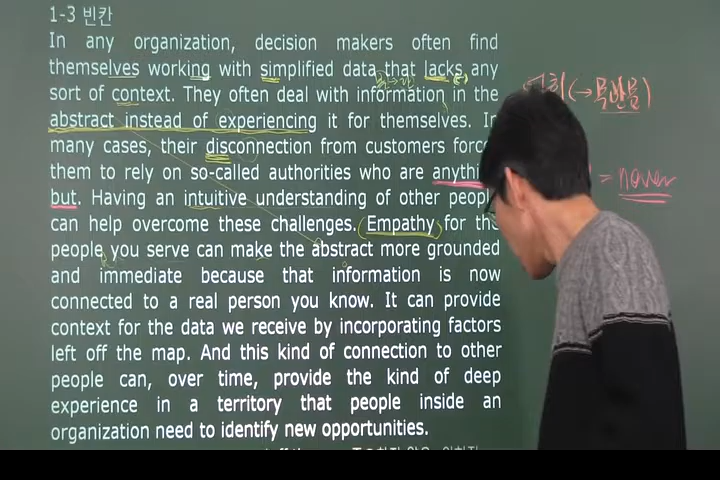 1-3 빈칸
In any organization, decision makers often find
themselves working with simplified data that lacks any
sort of context. They often deal with information in the
abstract instead of experiencing it for themselves. In
many cases, their disconnection from customers force
them to rely on so-called authorities who are anythi
but. Having an intuitive understanding of other peopl
can help overcome these challenges. Empathy for the
people you serve can make the abstract more grounded
and immediate because that information is now
connected to a real person you know. It can provide
context for the data we receive by incorporating factors
left off the map. And this kind of connection to other
people can, over time, provide the kind of deep
experience in a territory that people inside an
organization need to identify new opportunities.
= never